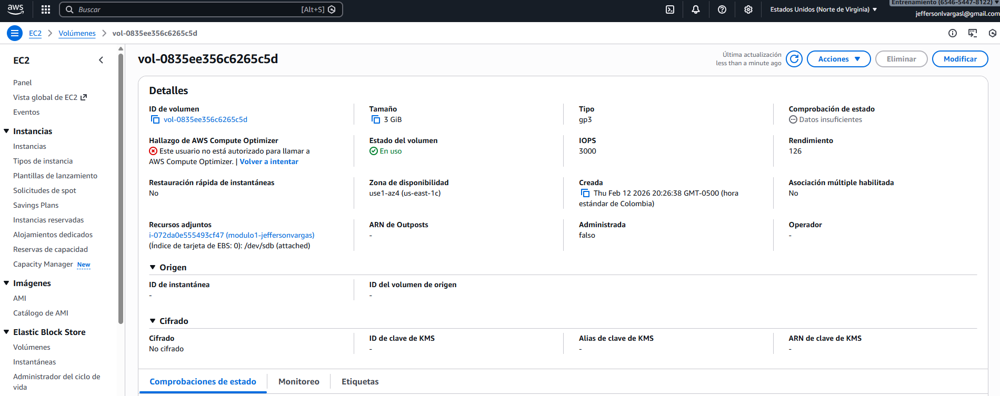 aws
Buscar [Alt+S]
Estados Unidos (Norte de Virginia)
Entrenamiento (6546-5447-8122)
jeffersonlvargasl@gmail.com
EC2 > Volúmenes > vol-0835ee356c6265c5d
EC2
Panel
Vista global de EC2
Eventos
Instancias
Instancias
Tipos de instancia
Plantillas de lanzamiento
Solicitudes de spot
Savings Plans
Instancias reservadas
Alojamientos dedicados
Reservas de capacidad
Capacity Manager New
Imágenes
AMI
Catálogo de AMI
Elastic Block Store
Volúmenes
Instantáneas
Administrador del ciclo de
vida
vol-0835ee356c6265c5d
Última actualización
less than a minute ago
Acciones
Eliminar
Modificar
Detalles
ID de volumen
vol-0835ee356c6265c5d
Tamaño
3 GiB
Tipo
gp3
Comprobación de estado
Datos insuficientes
Hallazgo de AWS Compute Optimizer
Este usuario no está autorizado para llamar a
AWS Compute Optimizer. | Volver a intentar
Estado del volumen
En uso
IOPS
3000
Rendimiento
126
Restauración rápida de instantáneas
No
Zona de disponibilidad
use1-az4 (us-east-1c)
Creada
Thu Feb 12 2026 20:26:38 GMT-0500 (hora
estándar de Colombia)
Asociación múltiple habilitada
No
Recursos adjuntos
i-072da0e555493cf47 (modulo1-jeffersonvargas)
(Índice de tarjeta de EBS: 0): /dev/sdb (attached)
ARN de Outposts
-
Administrada
falso
Operador
-
Origen
ID de instantánea
-
ID del volumen de origen
-
Cifrado
Cifrado
No cifrado
ID de clave de KMS
-
Alias de clave de KMS
-
ARN de clave de KMS
-
Comprobaciones de estado
Monitoreo
Etiquetas